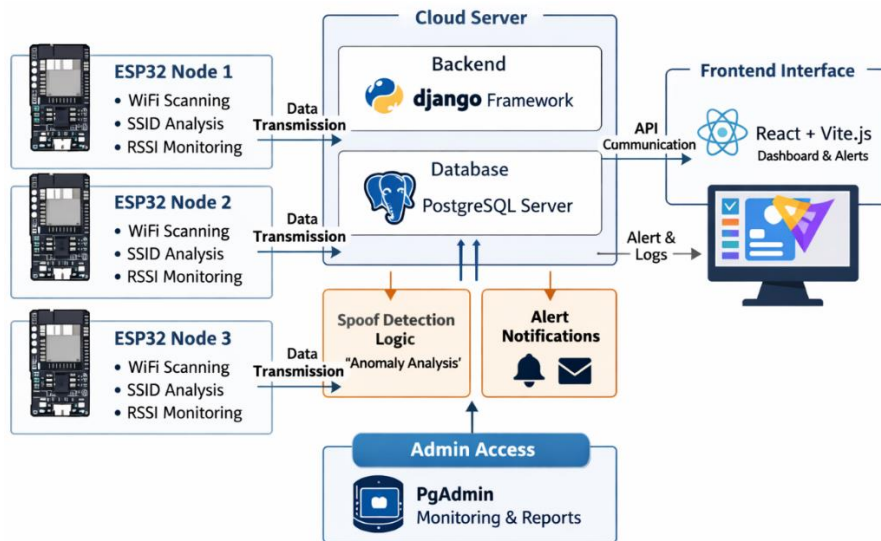 Cloud Server
Backend
django Framework
Database
PostgreSQL Server
ESP32 Node 1
• WiFi Scanning
• SSID Analysis
• RSSI Monitoring
Data
Transmission
ESP32 Node 2
• WiFi Scanning
• SSID Analysis
• RSSI Monitoring
Data
Transmission
ESP32 Node 3
• WiFi Scanning
• SSID Analysis
• RSSI Monitoring
Data
Transmission
API
Communication
Frontend Interface
React + Vite.js
Dashboard & Alerts
Alert &
Logs
Spoof Detection
Logic
"Anomaly Analysis'
Alert
Notifications
Admin Access
PgAdmin
Monitoring & Reports